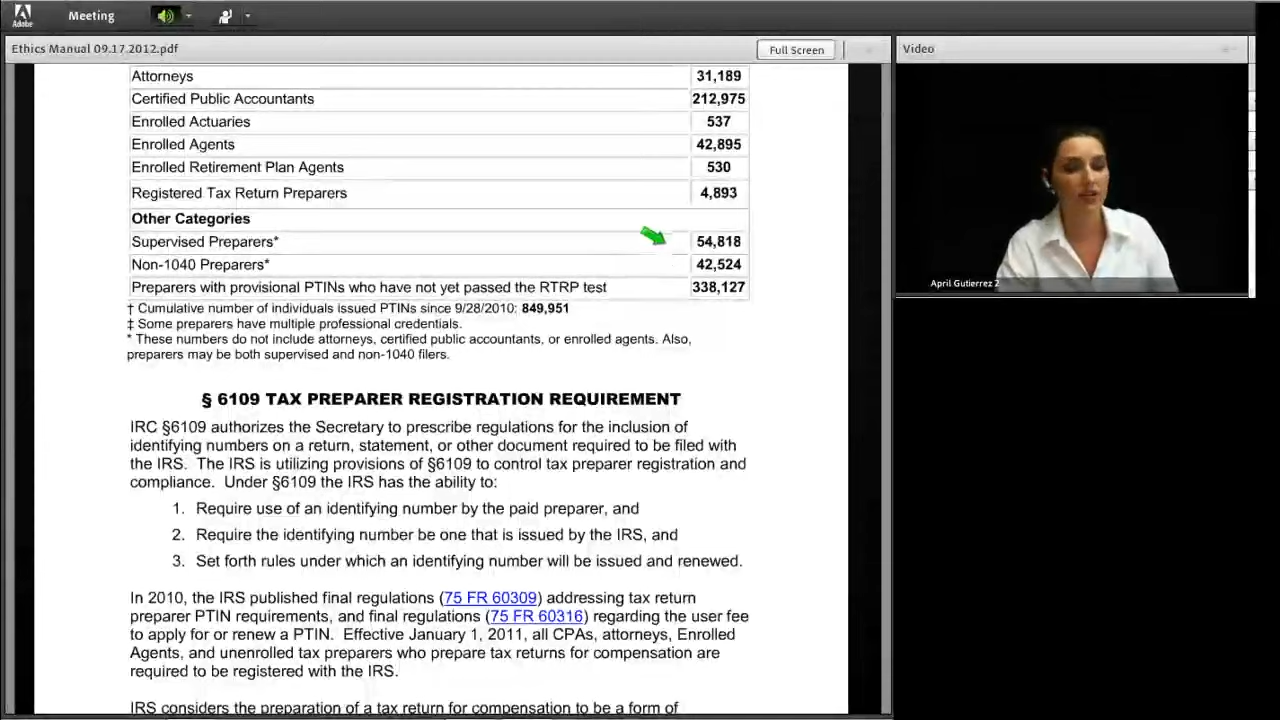 Adobe
Meeting
Ethics Manual 09.17.2012.pdf
Full Screen
Video
Attorneys 31,189
Certified Public Accountants 212,975
Enrolled Actuaries 537
Enrolled Agents 42,895
Enrolled Retirement Plan Agents 530
Registered Tax Return Preparers 4,893
Other Categories
Supervised Preparers* 54,818
Non-1040 Preparers* 42,524
Preparers with provisional PTINs who have not yet passed the RTRP test 338,127
† Cumulative number of individuals issued PTINs since 9/28/2010: 849,951
‡ Some preparers have multiple professional credentials.
* These numbers do not include attorneys, certified public accountants, or enrolled agents. Also,
preparers may be both supervised and non-1040 filers.
§ 6109 TAX PREPARER REGISTRATION REQUIREMENT
IRC §6109 authorizes the Secretary to prescribe regulations for the inclusion of
identifying numbers on a return, statement, or other document required to be filed with
the IRS. The IRS is utilizing provisions of §6109 to control tax preparer registration and
compliance. Under §6109 the IRS has the ability to:
1. Require use of an identifying number by the paid preparer, and
2. Require the identifying number be one that is issued by the IRS, and
3. Set forth rules under which an identifying number will be issued and renewed.
In 2010, the IRS published final regulations (75 FR 60309) addressing tax return
preparer PTIN requirements, and final regulations (75 FR 60316) regarding the user fee
to apply for or renew a PTIN. Effective January 1, 2011, all CPAs, attorneys, Enrolled
Agents, and unenrolled tax preparers who prepare tax returns for compensation are
required to be registered with the IRS.
IRS considers the preparation of a tax return for compensation to be a form of
April Gutierrez 2